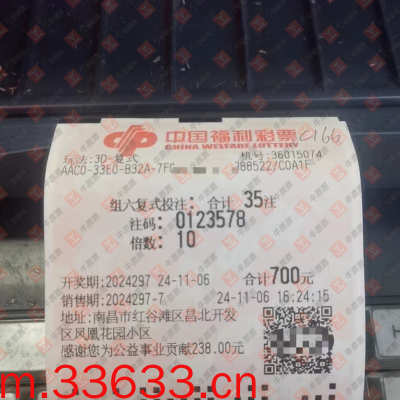 中国福利彩票
CHINA WELFARE LOTTERY
C166
玩法:3D-复式
机号:36015074
AAC0-33E0-B32A-7F
788522/C0A1F
组六复式投注: 合计 35注
注码: 0123578
倍数: 10
开奖期:2024297 24-11-06 合计700元
销售期:2024297-7 24-11-06 16:24:15
地址:南昌市红谷滩区昌北开发
区凤凰花园小区
感谢您为公益事业贡献238.00元
m.33633.cn